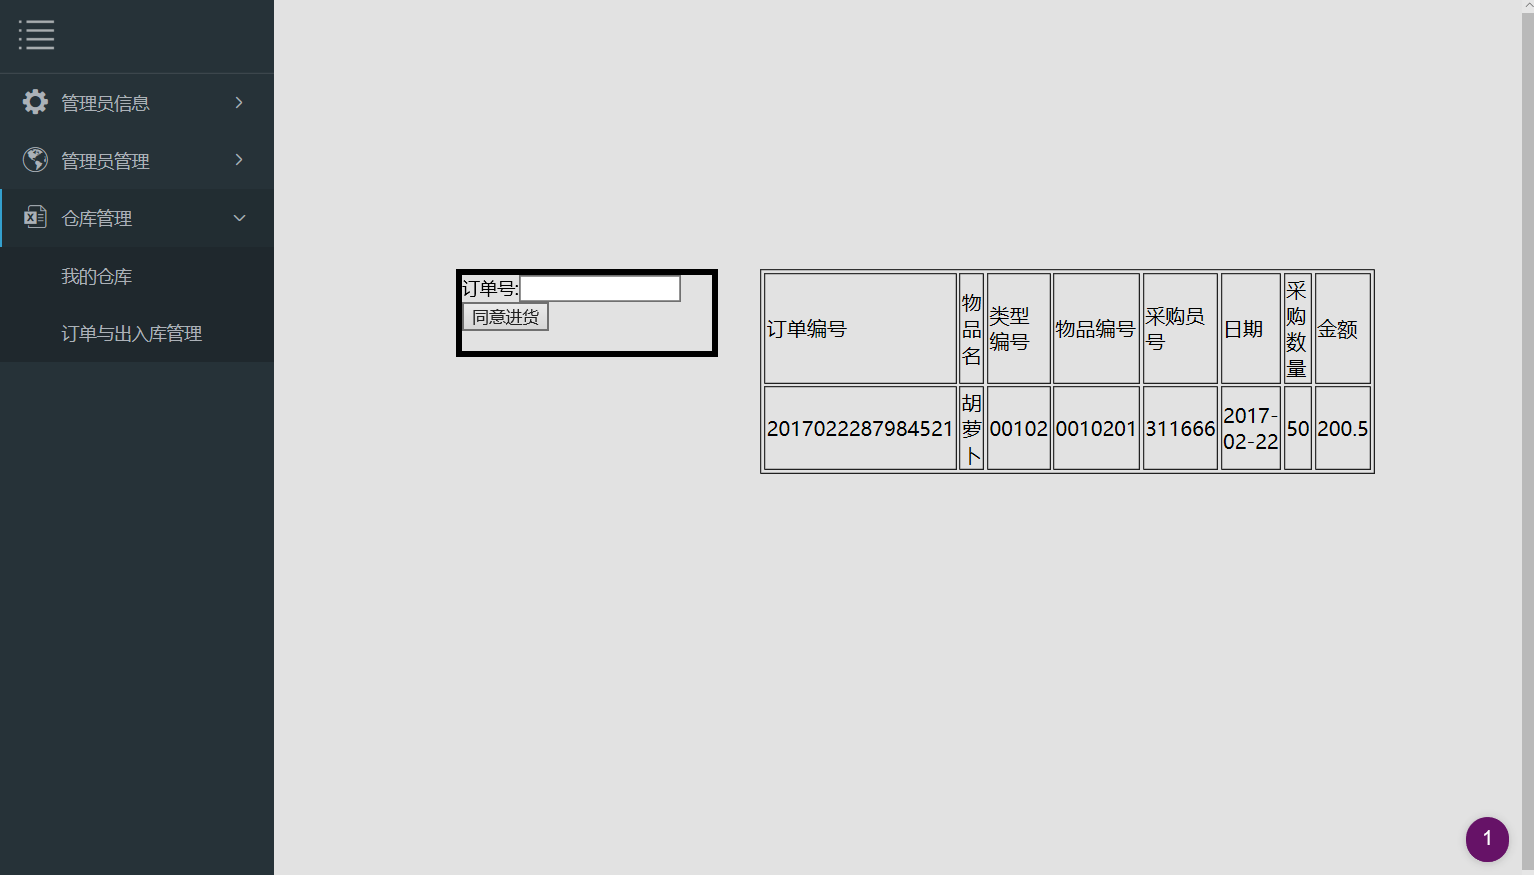 管理员信息
管理员管理
仓库管理
我的仓库
订单与出入库管理
订单号:
同意进货
订单编号 物品名 类型编号 物品编号 采购员号 日期 采购数量 金额
2017022287984521 胡萝卜 00102 0010201 311666 2017-02-22 50 200.5
1